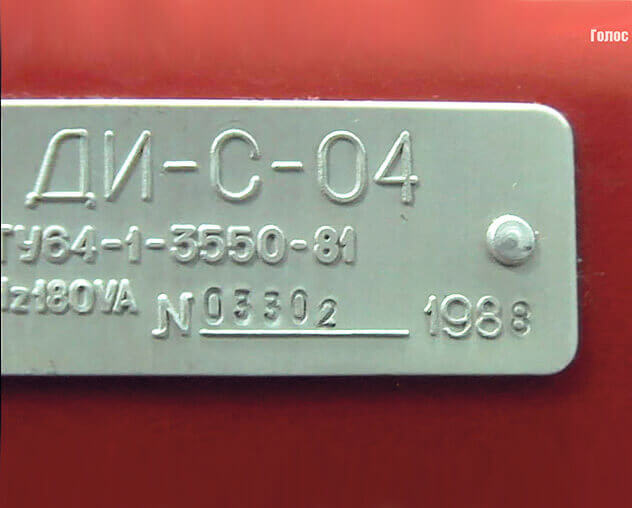 Голос
ДИ-С-04
ТУ64-1-3550-81
Hz180VA
N 03302 1988